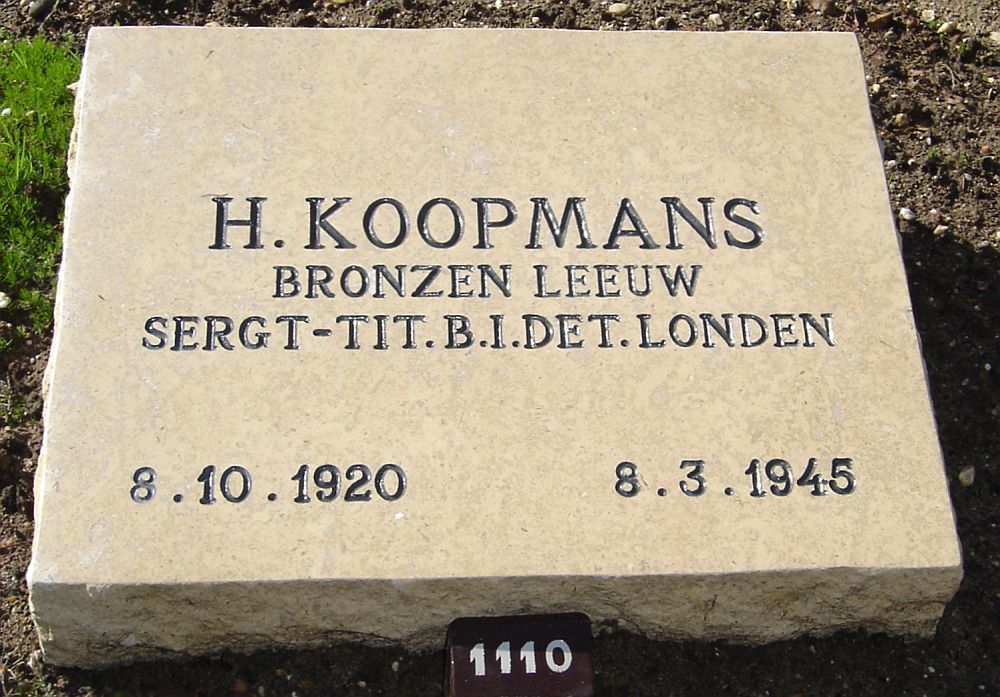 H. KOOPMANS
BRONZEN LEEUW
SERGT-TIT. B.I.DET. LONDEN
8.10.1920 8.3.1945
1110